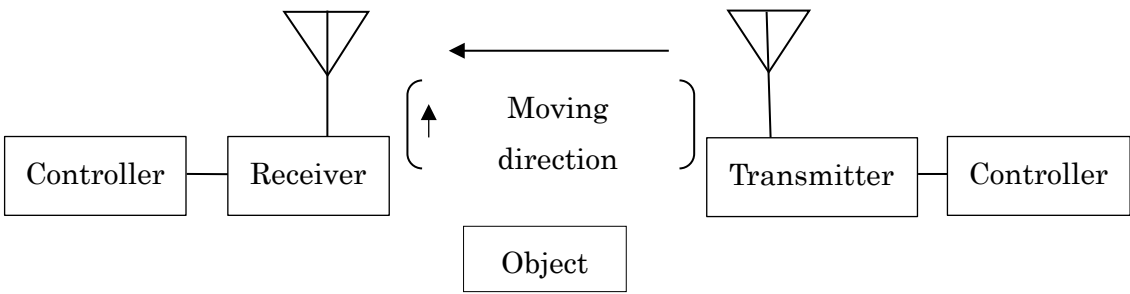 Moving
direction
Controller
Receiver
Transmitter
Controller
Object